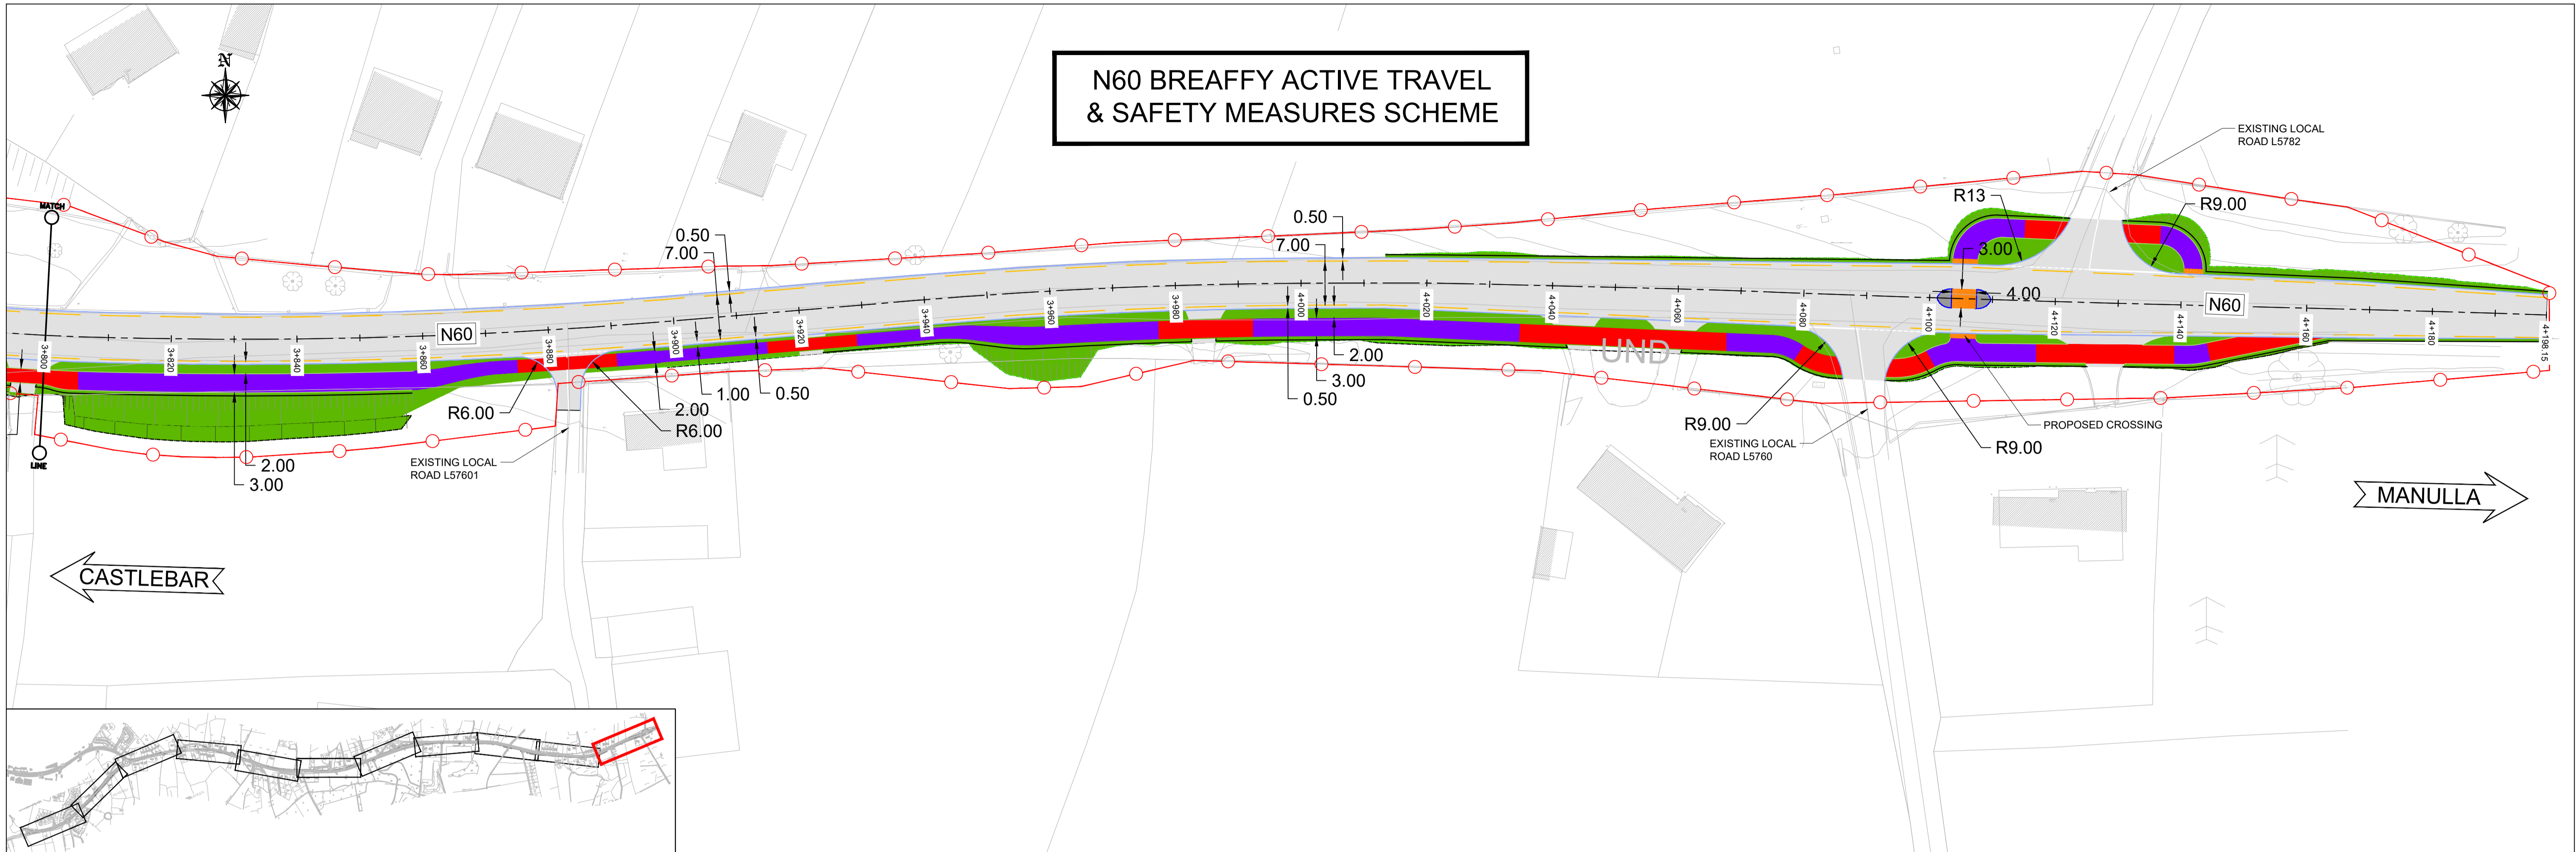 N60 BREAFFY ACTIVE TRAVEL
& SAFETY MEASURES SCHEME
N
MATCH
LINE
EXISTING LOCAL
ROAD L5782
R13
R9.00
3.00
4.00
0.50
7.00
0.50
7.00
N60
N60
3+800
3+820
3+840
3+860
3+880
3+900
3+920
3+940
3+960
3+980
4+000
4+020
4+040
4+060
4+080
4+100
4+120
4+140
4+160
4+180
4+198.15
UND
2.00
3.00
0.50
0.50
1.00
2.00
R6.00
R6.00
R9.00
R9.00
PROPOSED CROSSING
EXISTING LOCAL
ROAD L5760
EXISTING LOCAL
ROAD L57601
2.00
3.00
MANULLA
CASTLEBAR